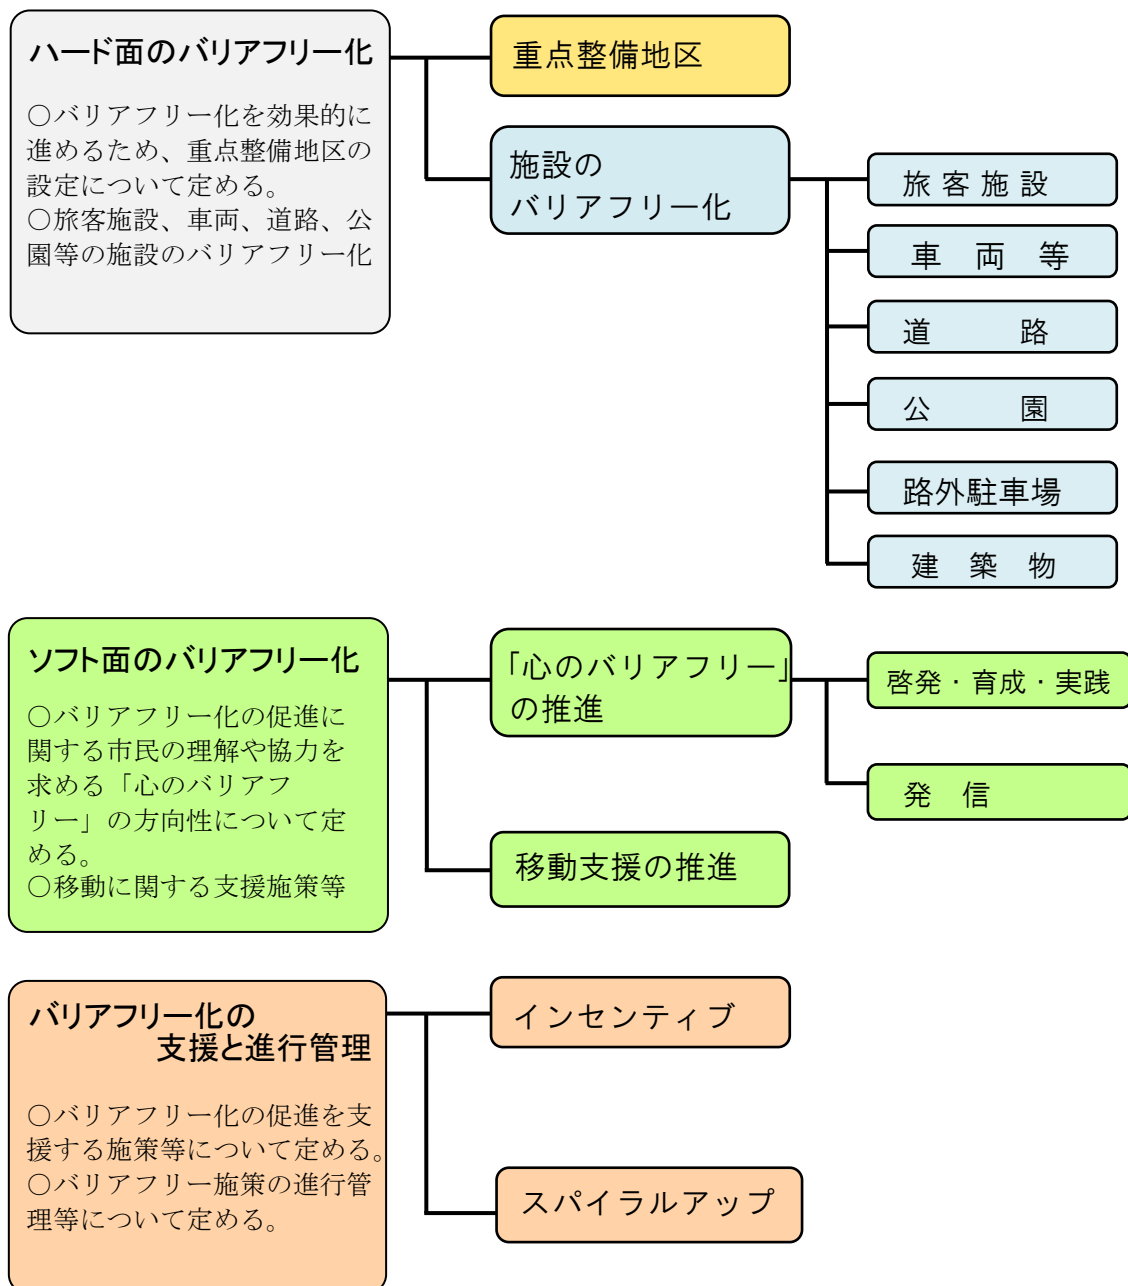 ハード面のバリアフリー化
○バリアフリー化を効果的に
進めるため、重点整備地区の
設定について定める。
○旅客施設、車両、道路、公
園等の施設のバリアフリー化
重点整備地区
施設の
バリアフリー化
旅客施設
車両等
道路
公園
路外駐車場
建築物
ソフト面のバリアフリー化
○バリアフリー化の促進に
関する市民の理解や協力を
求める「心のバリアフ
リー」の方向性について定
める。
○移動に関する支援施策等
「心のバリアフリー」
の推進
啓発・育成・実践
発信
移動支援の推進
バリアフリー化の
支援と進行管理
○バリアフリー化の促進を支
援する施策等について定める。
○バリアフリー施策の進行管
理等について定める。
インセンティブ
スパイラルアップ